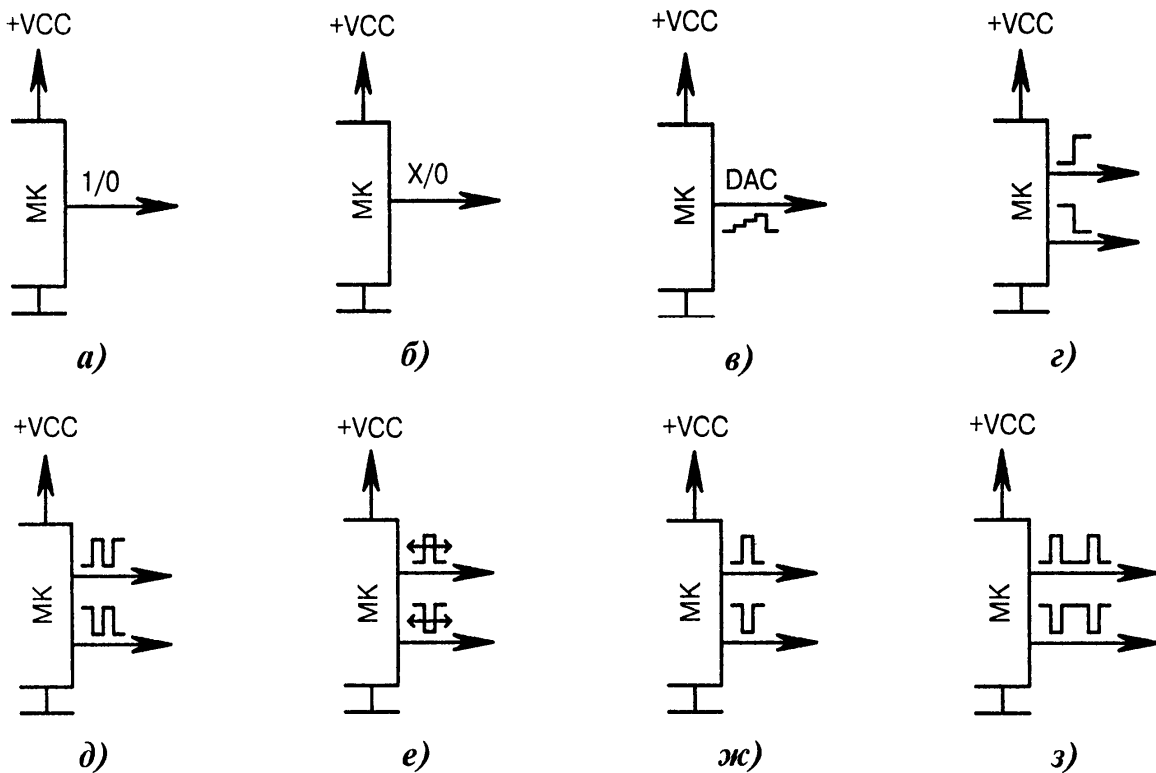 +VCC
+VCC
+VCC
+VCC
МК
1/0
МК
X/0
МК
DAC
МК
а)
б)
в)
г)
+VCC
+VCC
+VCC
+VCC
МК
МК
МК
МК
д)
е)
ж)
з)